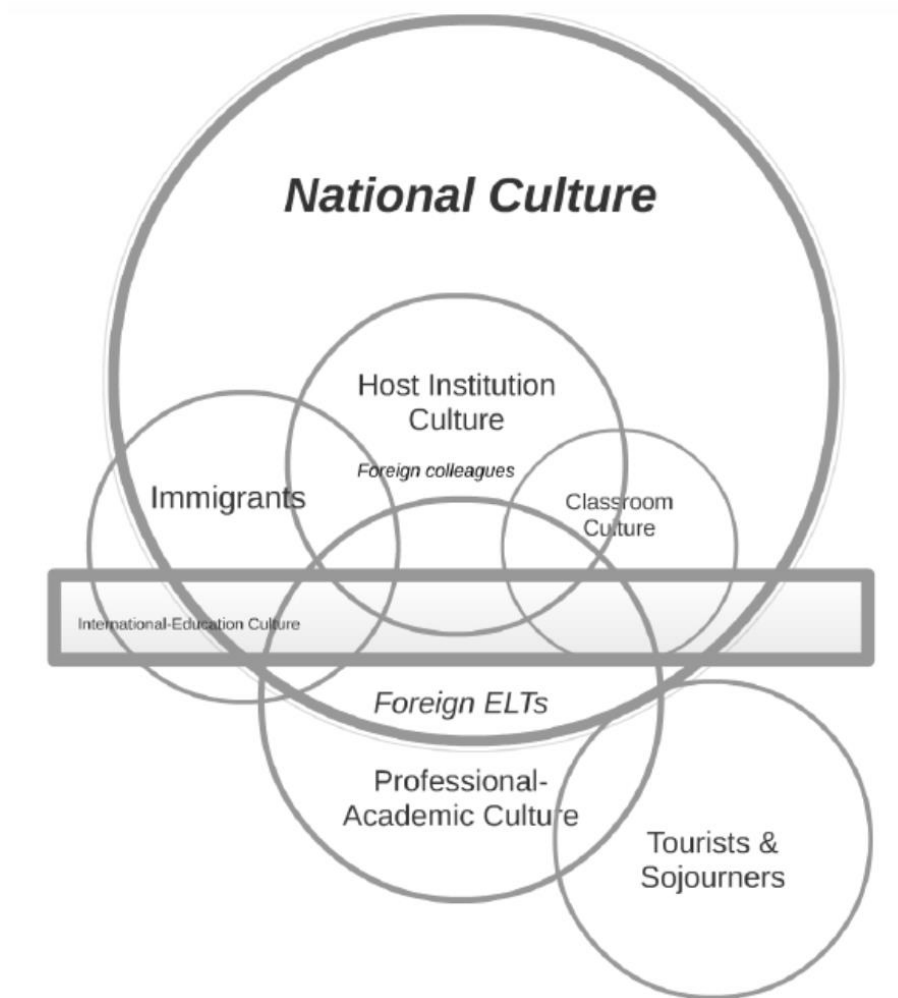 National Culture
Host Institution
Culture
Foreign colleagues
Immigrants
Classroom
Culture
International-Education Culture
Foreign ELTs
Professional-
Academic Culture
Tourists &
Sojourners